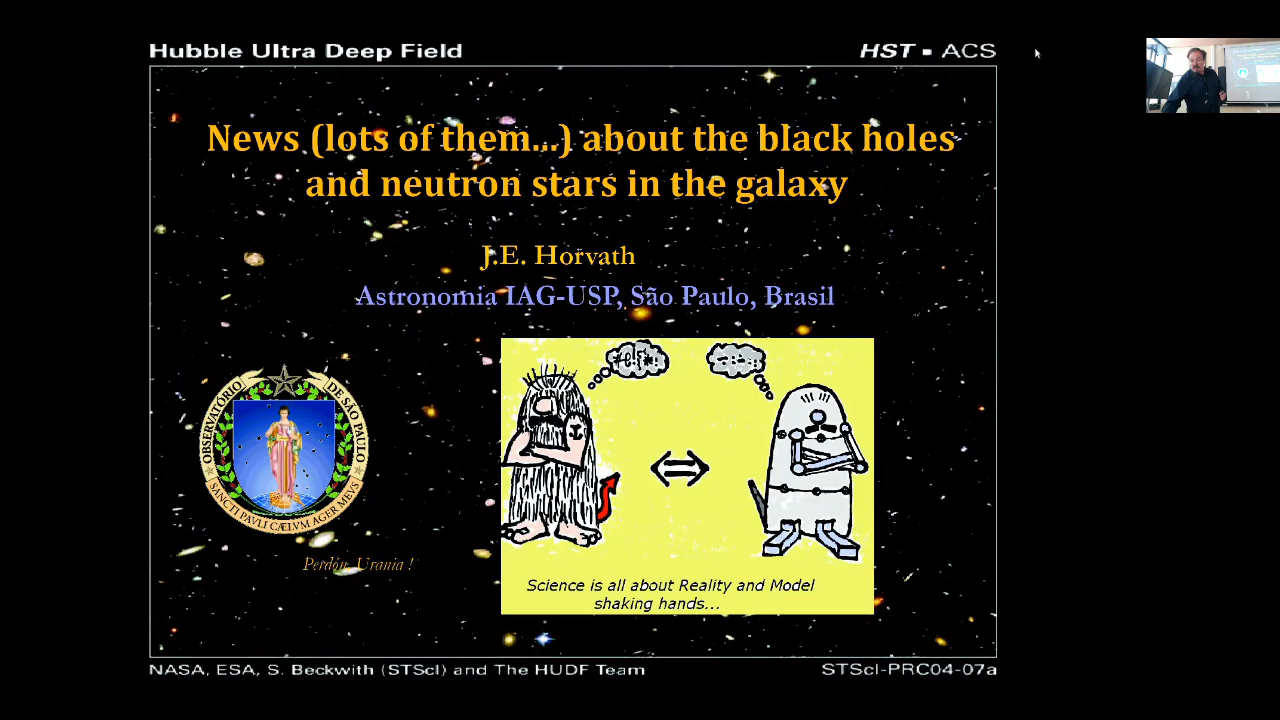 Hubble Ultra Deep Field
HST ▪ ACS
News (lots of them...) about the black holes
and neutron stars in the galaxy
J.E. Horvath
Astronomia IAG-USP, São Paulo, Brasil
OBSERVATÓRIO DE SÃO PAULO
SANCTI PAVLI CÆLVM AGER MEVS
Perdón, Urania !
Science is all about Reality and Model
shaking hands...
NASA, ESA, S. Beckwith (STScI) and The HUDF Team
STScI-PRC04-07a